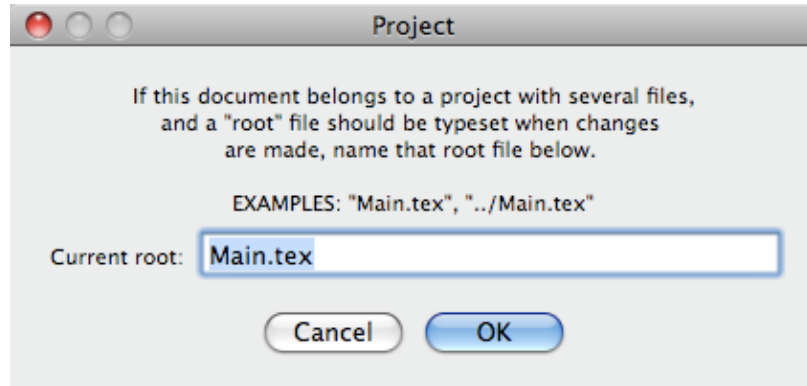 Project
If this document belongs to a project with several files,
and a "root" file should be typeset when changes
are made, name that root file below.
EXAMPLES: "Main.tex", "../Main.tex"
Current root: Main.tex
Cancel OK